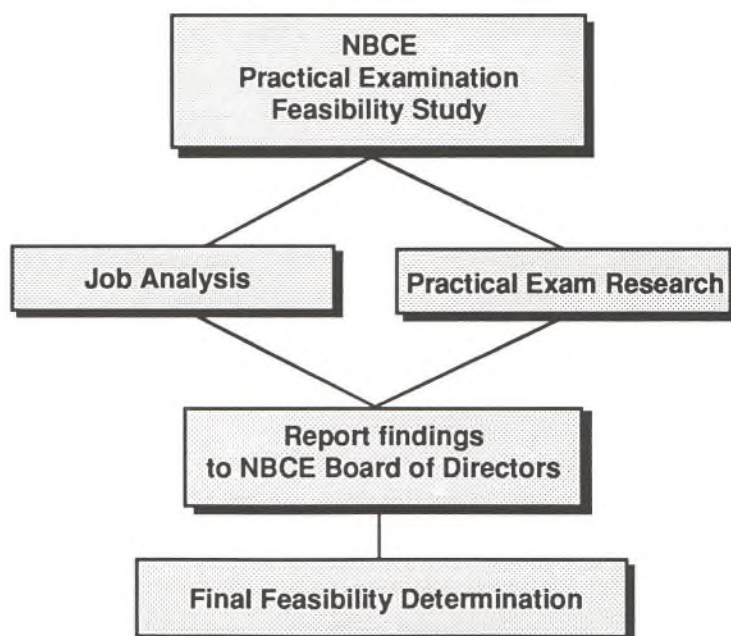 NBCE
Practical Examination
Feasibility Study
Job Analysis
Practical Exam Research
Report findings
to NBCE Board of Directors
Final Feasibility Determination